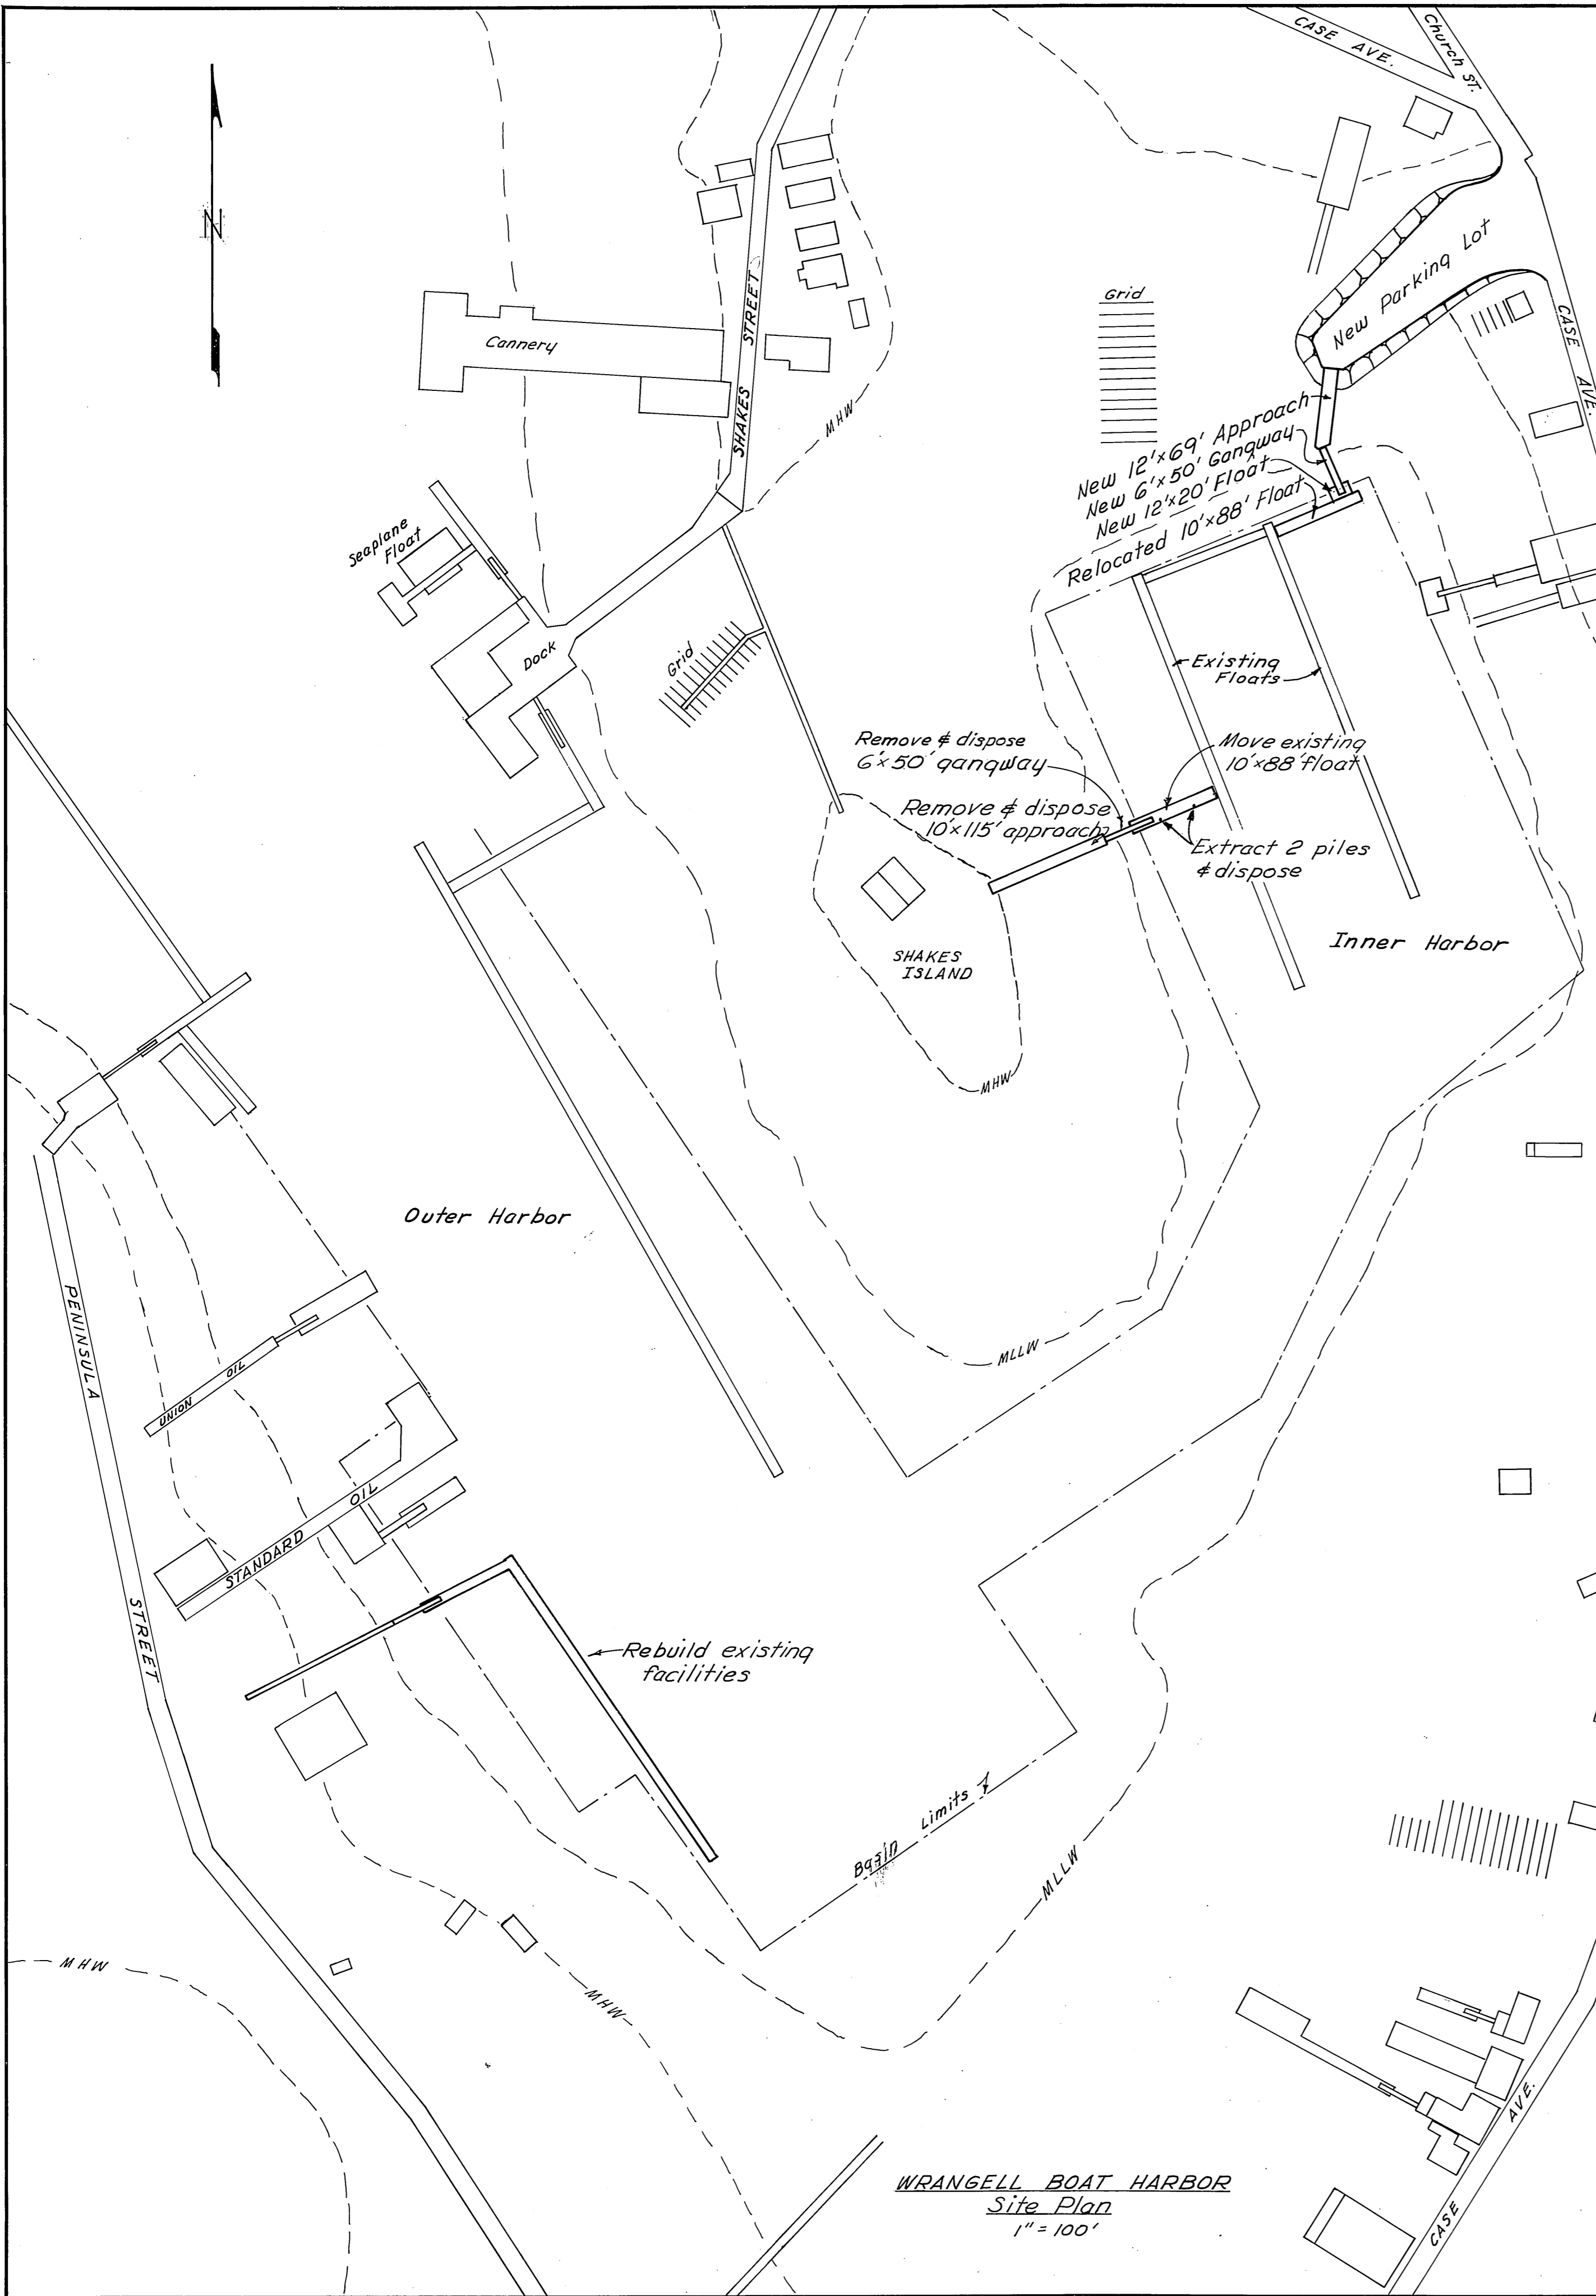 CASE AVE.
Church ST.
N
New Parking Lot
Grid
CASE AVE.
SHAKES STREET
Cannery
MHW
New 12'x69' Approach
New 6'x50' Gangway
New 12'x20' Float
Relocated 10'x88' Float
Seaplane
Float
Dock
Grid
Existing
Floats
Remove & dispose
6'x50' gangway
Move existing
10'x88' float
Remove & dispose
10'x115' approach
Extract 2 piles
& dispose
Inner Harbor
SHAKES
ISLAND
MHW
Outer Harbor
PENINSULA STREET
UNION OIL
MLLW
STANDARD OIL
Rebuild existing
facilities
Basin Limits
MLLW
MHW
MHW
CASE AVE.
WRANGELL BOAT HARBOR
Site Plan
1" = 100'